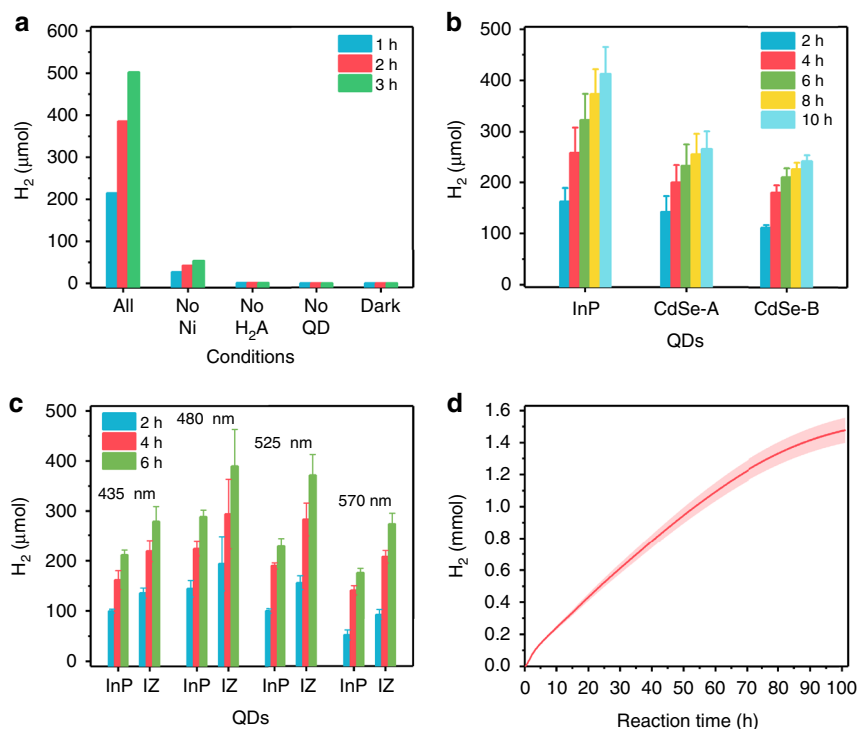 a
600
500
400
300
200
100
0
H₂ (μmol)
1 h
2 h
3 h
All
No
Ni
No
H₂A
No
QD
Dark
Conditions
b
500
400
300
200
100
0
H₂ (μmol)
2 h
4 h
6 h
8 h
10 h
InP
CdSe-A
CdSe-B
QDs
c
500
400
300
200
100
0
H₂ (μmol)
2 h
4 h
6 h
435 nm
480 nm
525 nm
570 nm
InP IZ InP IZ InP IZ InP IZ
QDs
d
1.6
1.4
1.2
1.0
0.8
0.6
0.4
0.2
0.0
H₂ (mmol)
0 10 20 30 40 50 60 70 80 90 100
Reaction time (h)